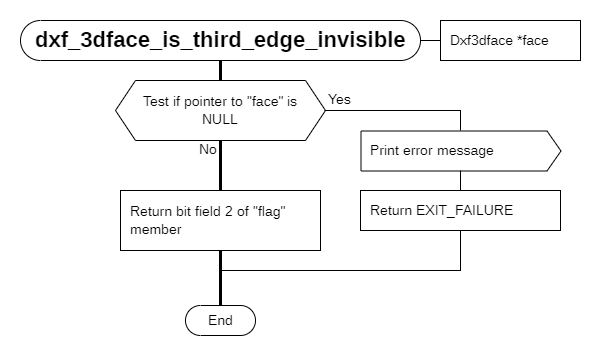 dxf_3dface_is_third_edge_invisible
Dxf3dface *face
Test if pointer to "face" is
NULL
Yes
No
Print error message
Return bit field 2 of "flag"
member
Return EXIT_FAILURE
End